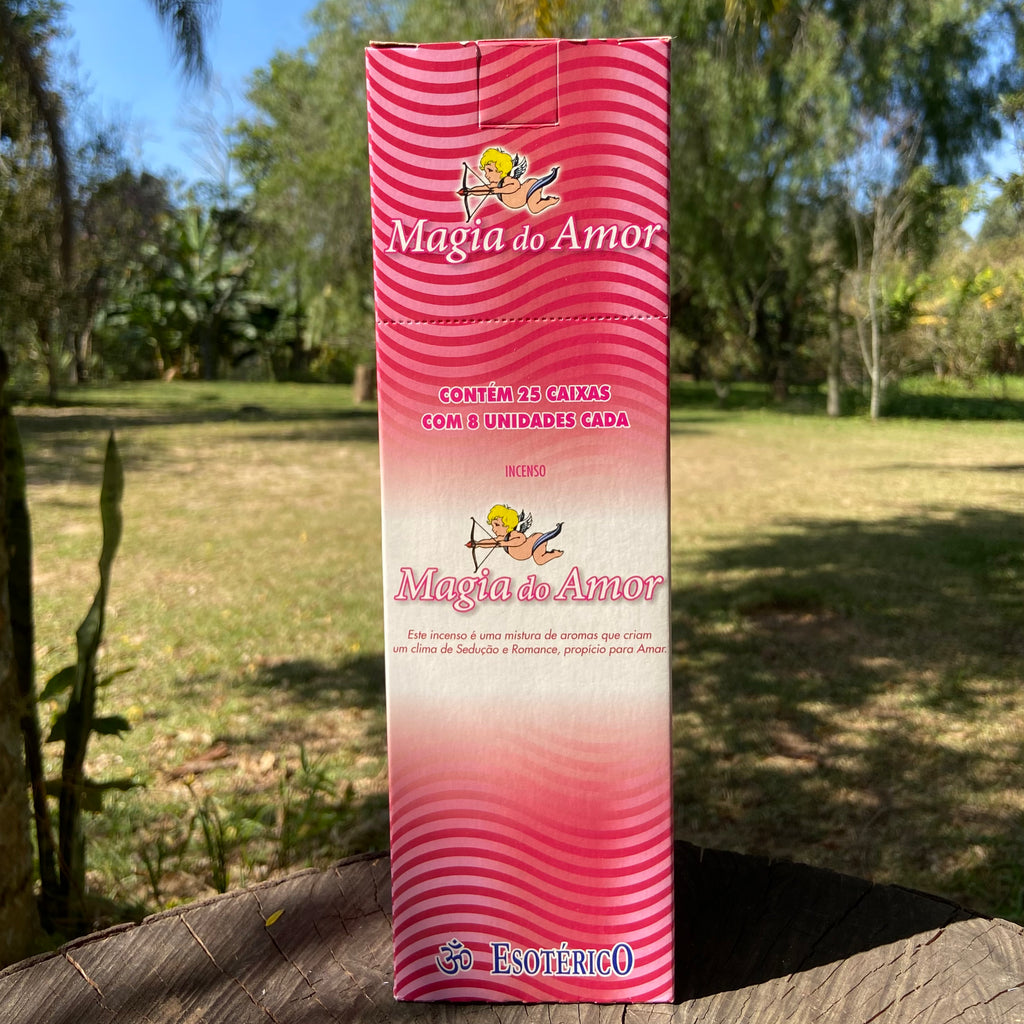 Magia do Amor
CONTÉM 25 CAIXAS
COM 8 UNIDADES CADA
INCENSO
Magia do Amor
Este incenso é uma mistura de aromas que criam
um clima de Sedução e Romance, propício para Amar.
ॐ ESOTÉRICO